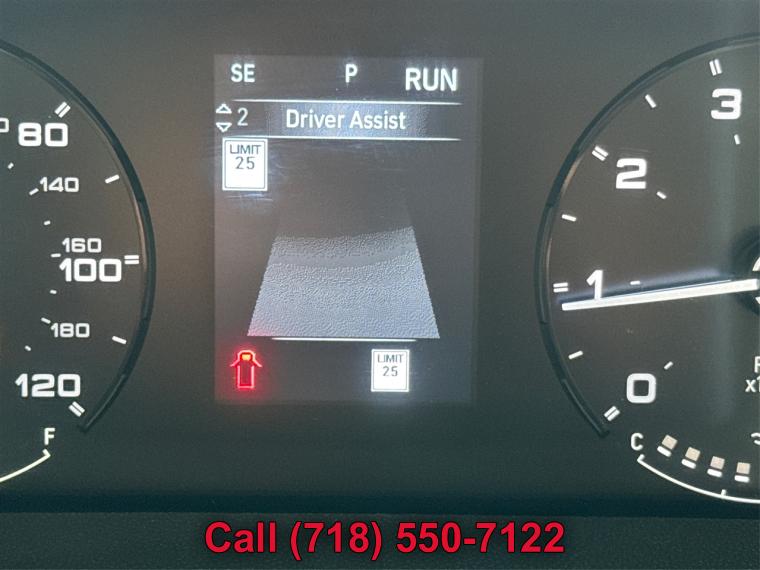 SE P RUN
2 Driver Assist
LIMIT
25
80
140
160
100
180
120
F
LIMIT
25
3
2
1
0
C
Call (718) 550-7122